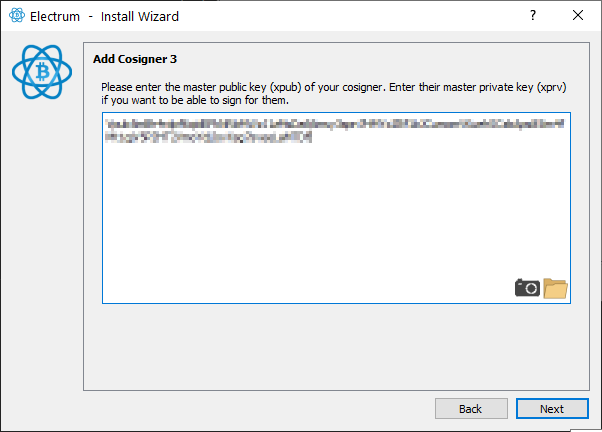 Electrum - Install Wizard
Add Cosigner 3
Please enter the master public key (xpub) of your cosigner. Enter their master private key (xprv)
if you want to be able to sign for them.
Back
Next